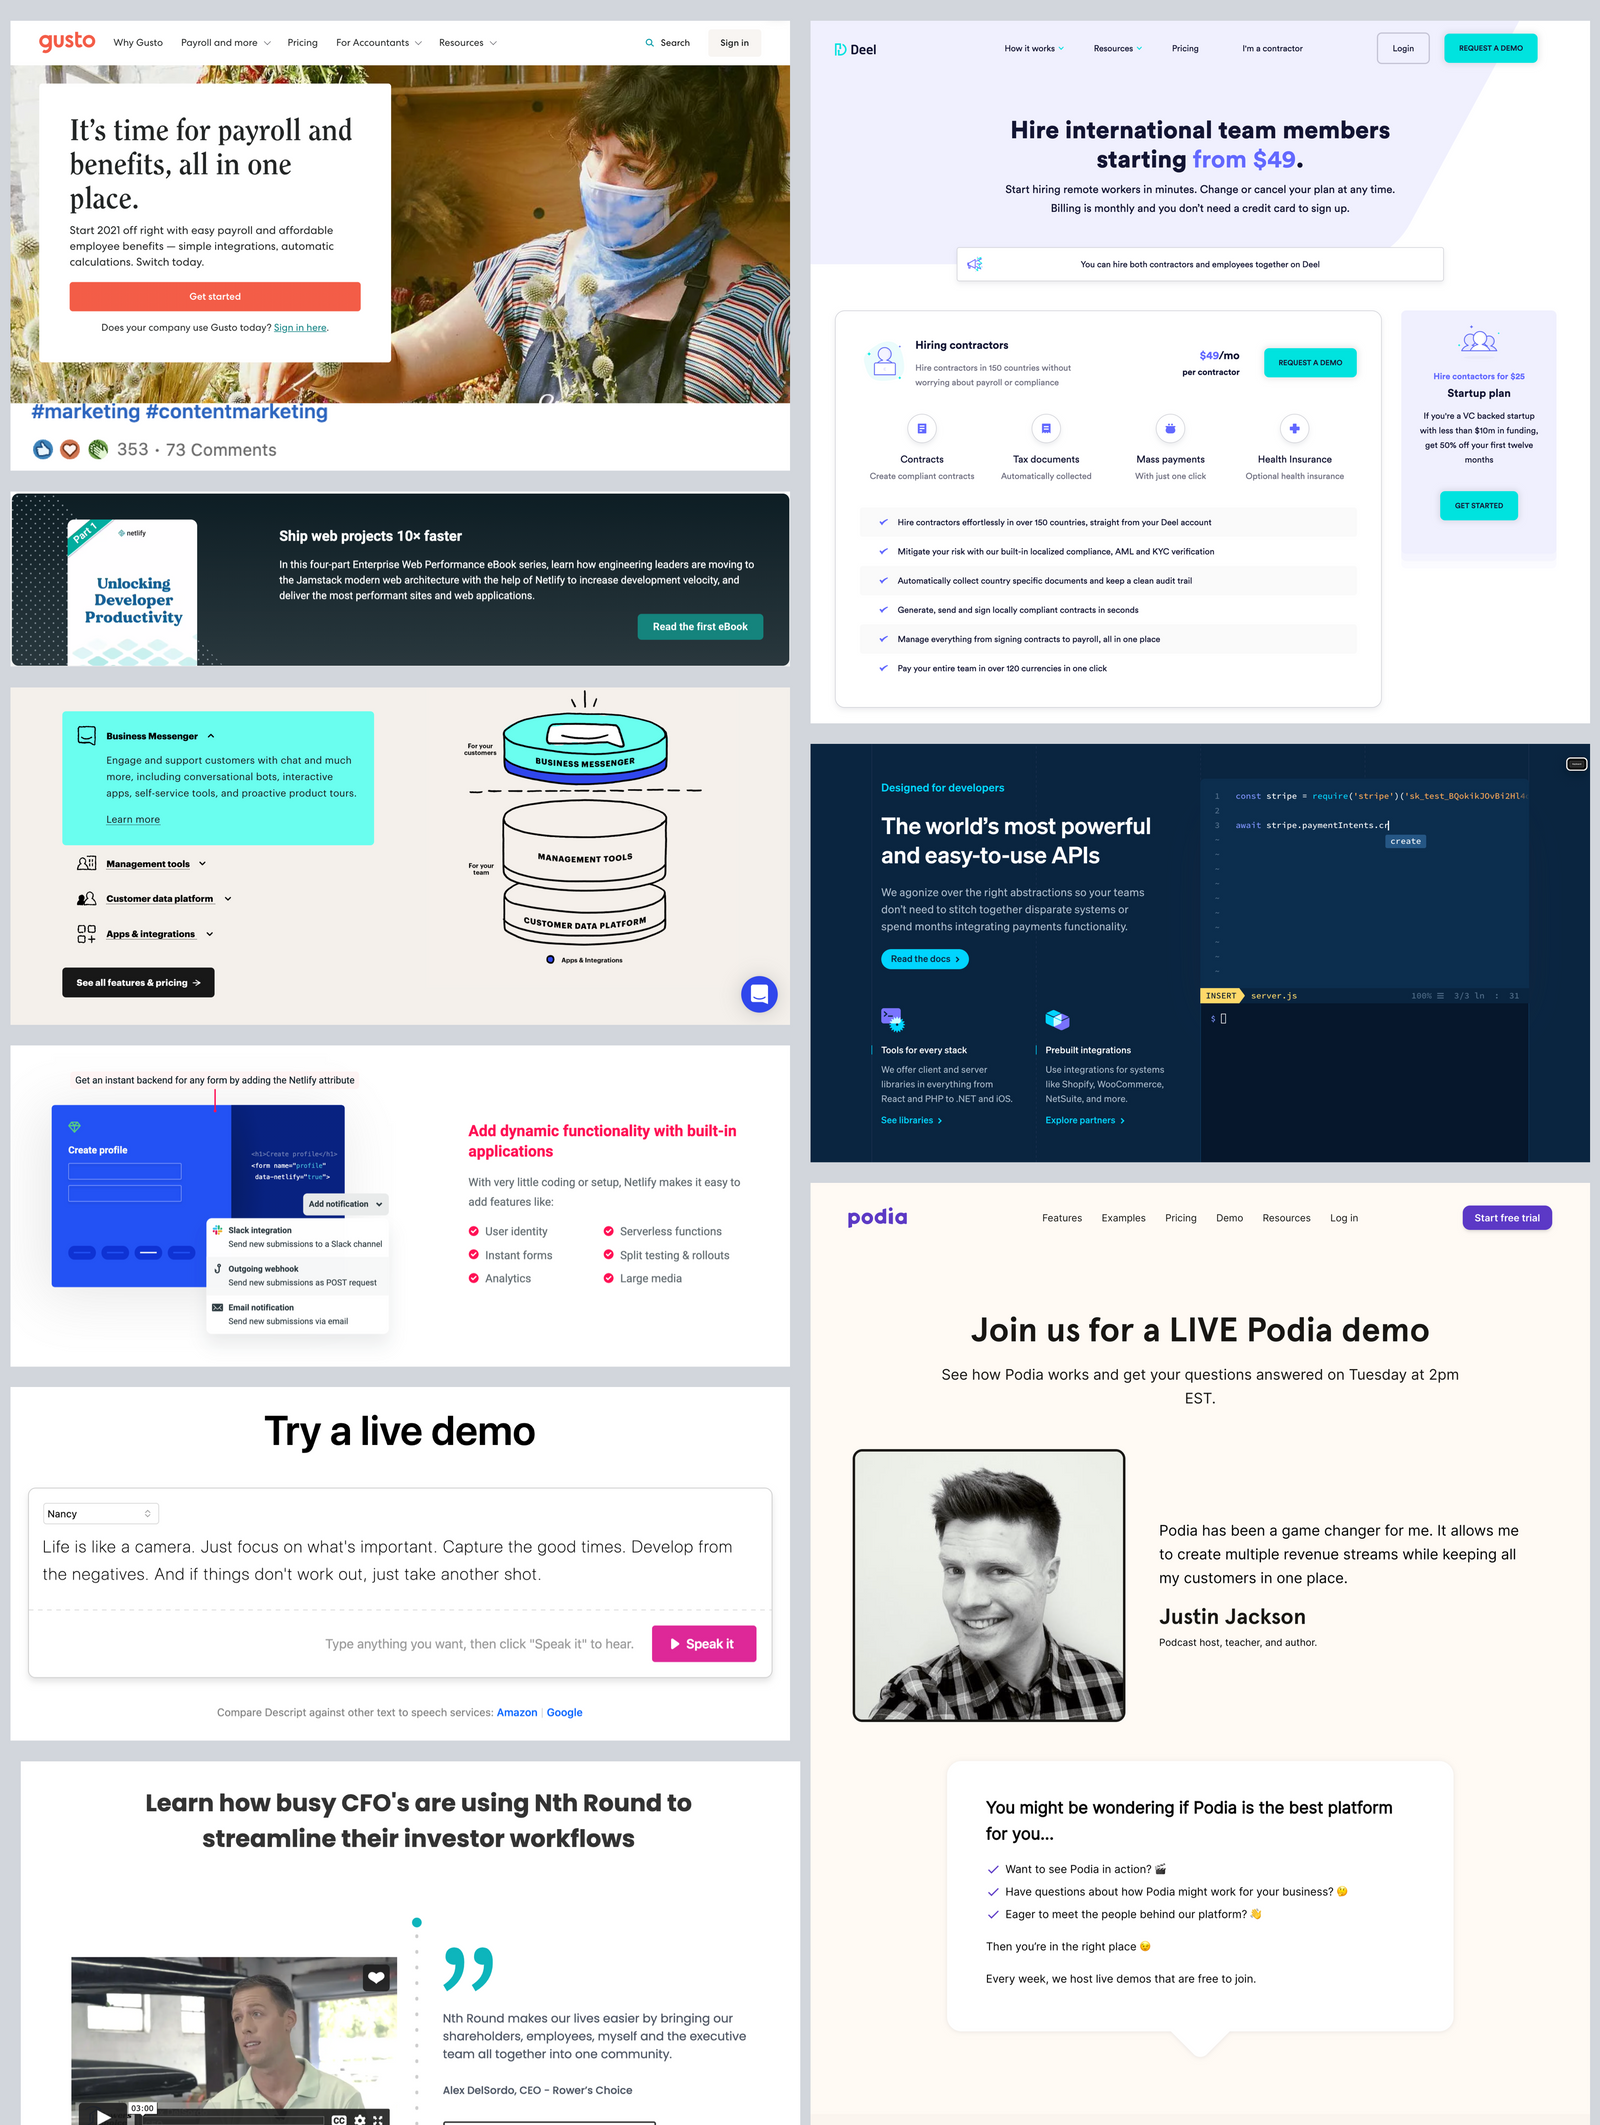 gusto
Why Gusto
Payroll and more
Pricing
For Accountants
Resources
Search
Sign in
It's time for payroll and
benefits, all in one
place.
Start 2021 off right with easy payroll and affordable
employee benefits — simple integrations, automatic
calculations. Switch today.
Get started
Does your company use Gusto today? Sign in here.
#marketing #contentmarketing
353 · 73 Comments
Part 1
netlify
Unlocking
Developer
Productivity
Ship web projects 10× faster
In this four-part Enterprise Web Performance eBook series, learn how engineering leaders are moving to
the Jamstack modern web architecture with the help of Netlify to increase development velocity, and
deliver the most performant sites and web applications.
Read the first eBook
Business Messenger
Engage and support customers with chat and much
more, including conversational bots, interactive
apps, self-service tools, and proactive product tours.
Learn more
Management tools
Customer data platform
Apps & integrations
See all features & pricing →
For your
customers
BUSINESS MESSENGER
For your
team
MANAGEMENT TOOLS
CUSTOMER DATA PLATFORM
Apps & Integrations
Get an instant backend for any form by adding the Netlify attribute
Create profile
<h1>Create profile</h1>
<form name="profile"
data-netlify="true">
Add notification
Slack integration
Send new submissions to a Slack channel
Outgoing webhook
Send new submissions as POST request
Email notification
Send new submissions via email
Add dynamic functionality with built-in
applications
With very little coding or setup, Netlify makes it easy to
add features like:
User identity
Serverless functions
Instant forms
Split testing & rollouts
Analytics
Large media
Try a live demo
Nancy
Life is like a camera. Just focus on what's important. Capture the good times. Develop from
the negatives. And if things don't work out, just take another shot.
Type anything you want, then click "Speak it" to hear.
Speak it
Compare Descript against other text to speech services: Amazon | Google
Learn how busy CFO's are using Nth Round to
streamline their investor workflows
03:00
CC
Nth Round makes our lives easier by bringing our
shareholders, employees, myself and the executive
team all together into one community.
Alex DelSordo, CEO - Rower's Choice
Deel
How it works
Resources
Pricing
I'm a contractor
Login
REQUEST A DEMO
Hire international team members
starting from $49.
Start hiring remote workers in minutes. Change or cancel your plan at any time.
Billing is monthly and you don't need a credit card to sign up.
You can hire both contractors and employees together on Deel
Hiring contractors
Hire contractors in 150 countries without
worrying about payroll or compliance
$49/mo
per contractor
REQUEST A DEMO
Contracts
Create compliant contracts
Tax documents
Automatically collected
Mass payments
With just one click
Health Insurance
Optional health insurance
Hire contractors effortlessly in over 150 countries, straight from your Deel account
Mitigate your risk with our built-in localized compliance, AML and KYC verification
Automatically collect country specific documents and keep a clean audit trail
Generate, send and sign locally compliant contracts in seconds
Manage everything from signing contracts to payroll, all in one place
Pay your entire team in over 120 currencies in one click
Hire contactors for $25
Startup plan
If you're a VC backed startup
with less than $10m in funding,
get 50% off your first twelve
months
GET STARTED
Designed for developers
The world's most powerful
and easy-to-use APIs
We agonize over the right abstractions so your teams
don't need to stitch together disparate systems or
spend months integrating payments functionality.
Read the docs
Tools for every stack
We offer client and server
libraries in everything from
React and PHP to .NET and iOS.
See libraries
Prebuilt integrations
Use integrations for systems
like Shopify, WooCommerce,
NetSuite, and more.
Explore partners
1 const stripe = require('stripe')('sk_test_BQokikJOvBi2Hl4
2
3 await stripe.paymentIntents.cr
create
INSERT server.js 100% ☰ 3/3 ln : 31
$
podia
Features
Examples
Pricing
Demo
Resources
Log in
Start free trial
Join us for a LIVE Podia demo
See how Podia works and get your questions answered on Tuesday at 2pm
EST.
Podia has been a game changer for me. It allows me
to create multiple revenue streams while keeping all
my customers in one place.
Justin Jackson
Podcast host, teacher, and author.
You might be wondering if Podia is the best platform
for you...
Want to see Podia in action? 🎬
Have questions about how Podia might work for your business? 🤔
Eager to meet the people behind our platform? 👋
Then you're in the right place 😉
Every week, we host live demos that are free to join.